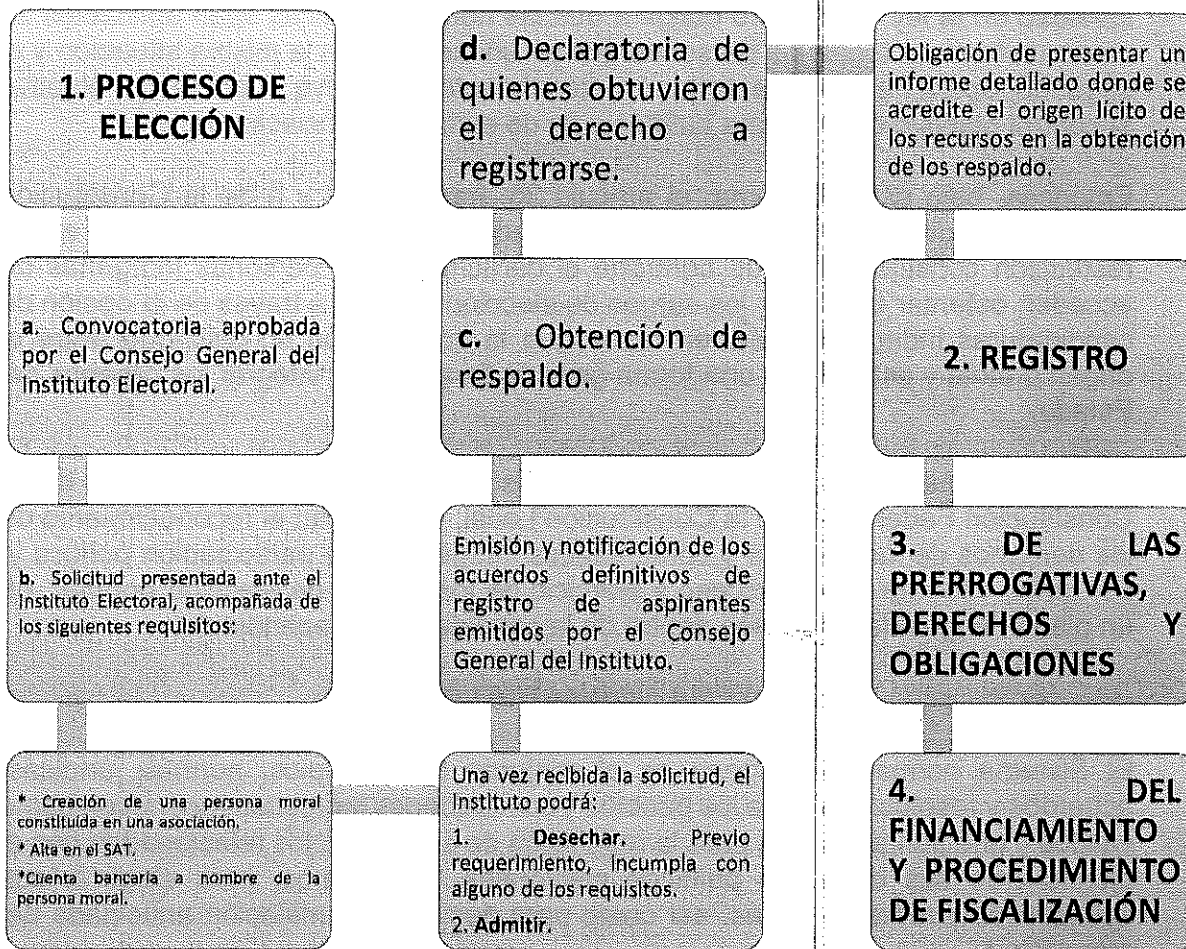 1. PROCESO DE
ELECCIÓN
a. Convocatoria aprobada
por el Consejo General del
Instituto Electoral.
b. Solicitud presentada ante el
Instituto Electoral, acompañada de
los siguientes requisitos:
* Creación de una persona moral
constituida en una asociación.
* Alta en el SAT.
*Cuenta bancaria a nombre de la
persona moral.
Una vez recibida la solicitud, el
Instituto podrá:
1. Desechar. Previo
requerimiento, incumpla con
alguno de los requisitos.
2. Admitir.
Emisión y notificación de los
acuerdos definitivos de
registro de aspirantes
emitidos por el Consejo
General del Instituto.
c. Obtención de
respaldo.
d. Declaratoria de
quienes obtuvieron
el derecho a
registrarse.
Obligación de presentar un
informe detallado donde se
acredite el origen lícito de
los recursos en la obtención
de los respaldo.
2. REGISTRO
3. DE LAS
PRERROGATIVAS,
DERECHOS Y
OBLIGACIONES
4. DEL
FINANCIAMIENTO
Y PROCEDIMIENTO
DE FISCALIZACIÓN